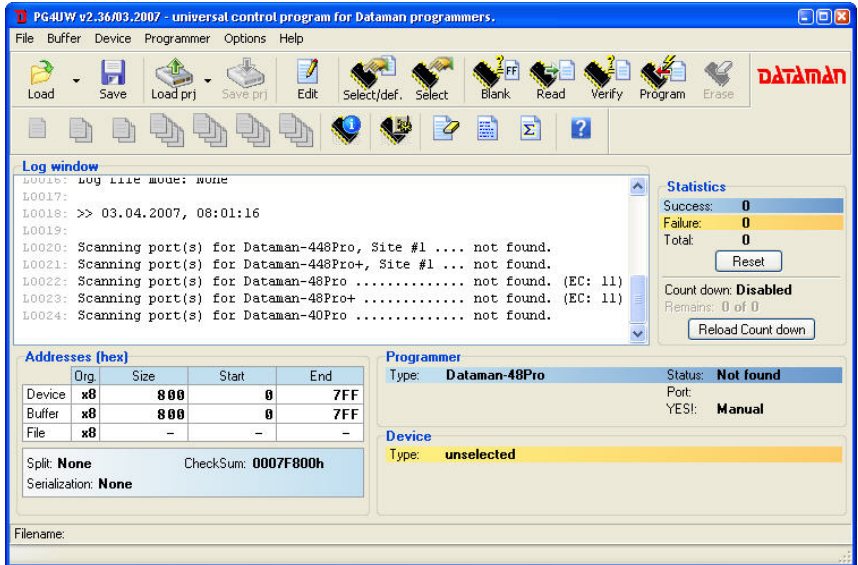 PG4UW v2.36/03.2007 - universal control program for Dataman programmers.
File Buffer Device Programmer Options Help
Load Save Load prj Save prj Edit Select/def. Select Blank Read Verify Program Erase DATAMAN
Log window
L0016: Log file mode: None
L0017:
L0018: >> 03.04.2007, 08:01:16
L0019:
L0020: Scanning port(s) for Dataman-448Pro, Site #1 .... not found.
L0021: Scanning port(s) for Dataman-448Pro+, Site #1 ... not found.
L0022: Scanning port(s) for Dataman-48Pro ............. not found. (EC: 11)
L0023: Scanning port(s) for Dataman-48Pro+ ............ not found. (EC: 11)
L0024: Scanning port(s) for Dataman-40Pro ............. not found.
Statistics
Success: 0
Failure: 0
Total: 0
Reset
Count down: Disabled
Remains: 0 of 0
Reload Count down
Addresses (hex)
Org. Size Start End
Device x8 800 0 7FF
Buffer x8 800 0 7FF
File x8 – – –
Split: None CheckSum: 0007F800h
Serialization: None
Programmer
Type: Dataman-48Pro Status: Not found
Port:
YES!: Manual
Device
Type: unselected
Filename: